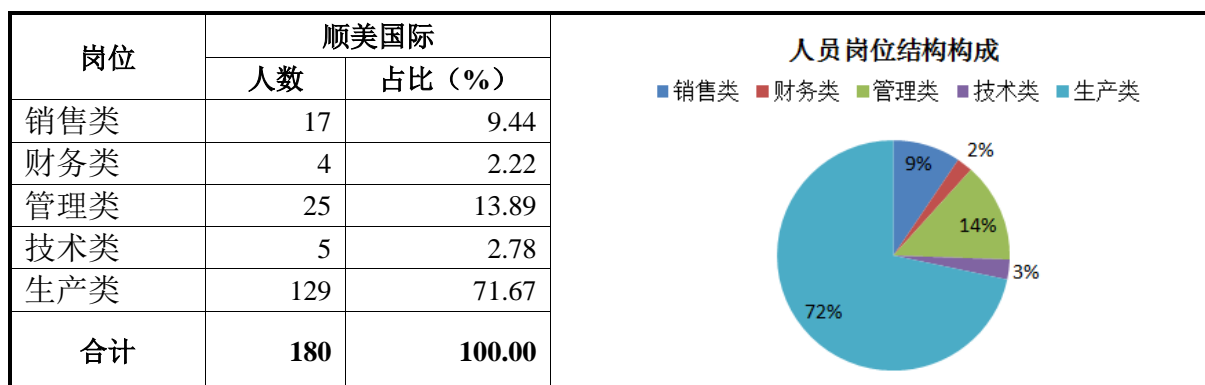 岗位 顺美国际
人数 占比（%）
销售类 17 9.44
财务类 4 2.22
管理类 25 13.89
技术类 5 2.78
生产类 129 71.67
合计 180 100.00
人员岗位结构构成
销售类 财务类 管理类 技术类 生产类
9%
2%
14%
3%
72%